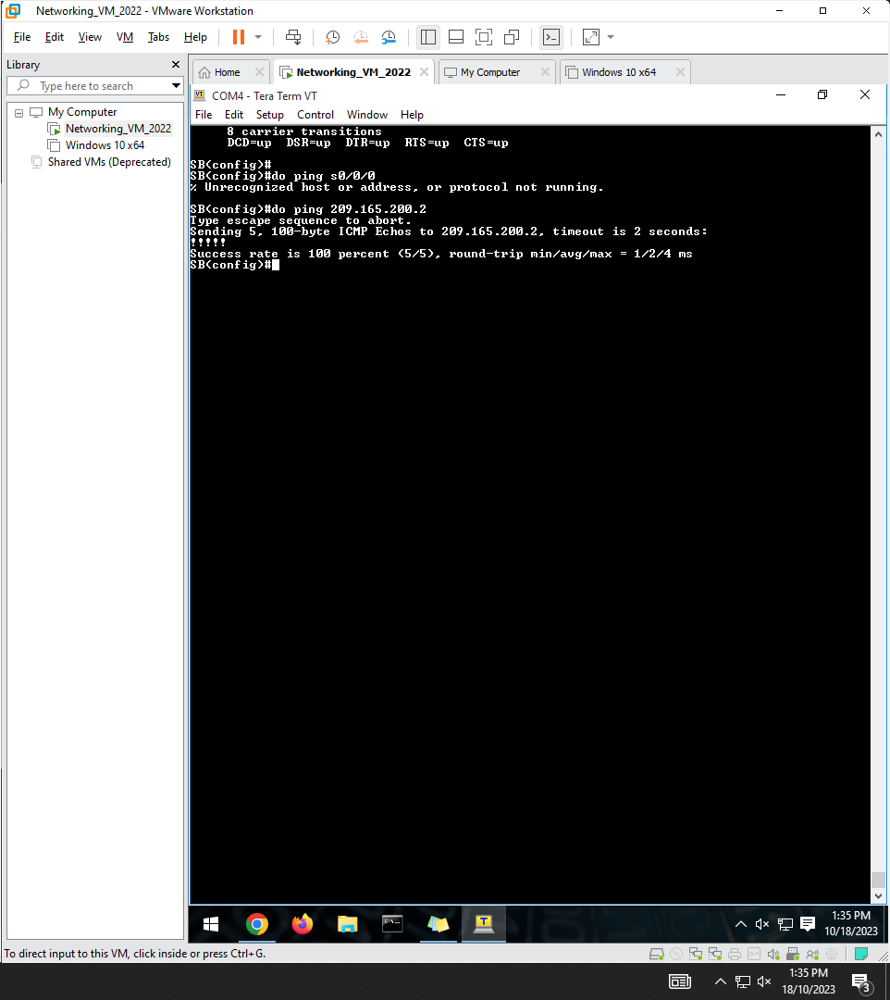 Networking_VM_2022 - VMware Workstation
File Edit View VM Tabs Help
Library
Type here to search
My Computer
Networking_VM_2022
Windows 10 x64
Shared VMs (Deprecated)
Home Networking_VM_2022 My Computer Windows 10 x64
VT COM4 - Tera Term VT
File Edit Setup Control Window Help
8 carrier transitions
DCD=up DSR=up DTR=up RTS=up CTS=up
SB(config)#
SB(config)#do ping s0/0/0
% Unrecognized host or address, or protocol not running.
SB(config)#do ping 209.165.200.2
Type escape sequence to abort.
Sending 5, 100-byte ICMP Echos to 209.165.200.2, timeout is 2 seconds:
!!!!!
Success rate is 100 percent (5/5), round-trip min/avg/max = 1/2/4 ms
SB(config)#
T
1:35 PM
10/18/2023
To direct input to this VM, click inside or press Ctrl+G.
1:35 PM
18/10/2023
3